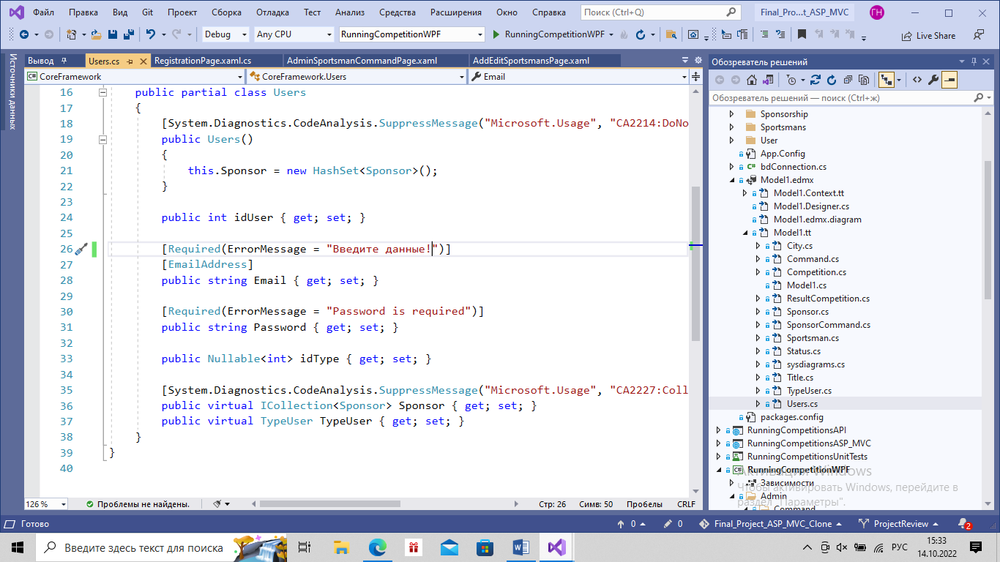 Файл Правка Вид Git Проект Сборка Отладка Тест Анализ Средства Расширения Окно Справка Поиск (Ctrl+Q) Final_Pro...t_ASP_MVC ГН
Debug Any CPU RunningCompetitionWPF RunningCompetitionWPF Live Share
Источники данных
Вывод Users.cs RegistrationPage.xaml.cs AdminSportsmanCommandPage.xaml AddEditSportsmansPage.xaml
CoreFramework CoreFramework.Users Email
16 public partial class Users
17 {
18 [System.Diagnostics.CodeAnalysis.SuppressMessage("Microsoft.Usage", "CA2214:DoNo
19 public Users()
20 {
21 this.Sponsor = new HashSet<Sponsor>();
22 }
23
24 public int idUser { get; set; }
25
26 [Required(ErrorMessage = "Введите данные!")]
27 [EmailAddress]
28 public string Email { get; set; }
29
30 [Required(ErrorMessage = "Password is required")]
31 public string Password { get; set; }
32
33 public Nullable<int> idType { get; set; }
34
35 [System.Diagnostics.CodeAnalysis.SuppressMessage("Microsoft.Usage", "CA2227:Coll
36 public virtual ICollection<Sponsor> Sponsor { get; set; }
37 public virtual TypeUser TypeUser { get; set; }
38 }
39 }
40
126 % Проблемы не найдены. Стр: 26 Симв: 50 Пробелы CRLF
Обозреватель решений
Обозреватель решений — поиск (Ctrl+ж)
Sponsorship
Sportsmans
User
App.Config
bdConnection.cs
Model1.edmx
Model1.Context.tt
Model1.Designer.cs
Model1.edmx.diagram
Model1.tt
City.cs
Command.cs
Competition.cs
Model1.cs
ResultCompetition.cs
Sponsor.cs
SponsorCommand.cs
Sportsman.cs
Status.cs
sysdiagrams.cs
Title.cs
TypeUser.cs
Users.cs
packages.config
RunningCompetitionsAPI
RunningCompetitionsASP_MVC
RunningCompetitionsUnitTests
RunningCompetitionWPF
Зависимости
Admin
Command
Активация Windows
Чтобы активировать Windows, перейдите в
раздел "Параметры".
Готово 0 0 Final_Project_ASP_MVC_Clone ProjectReview 2
Введите здесь текст для поиска РУС 15:33
14.10.2022